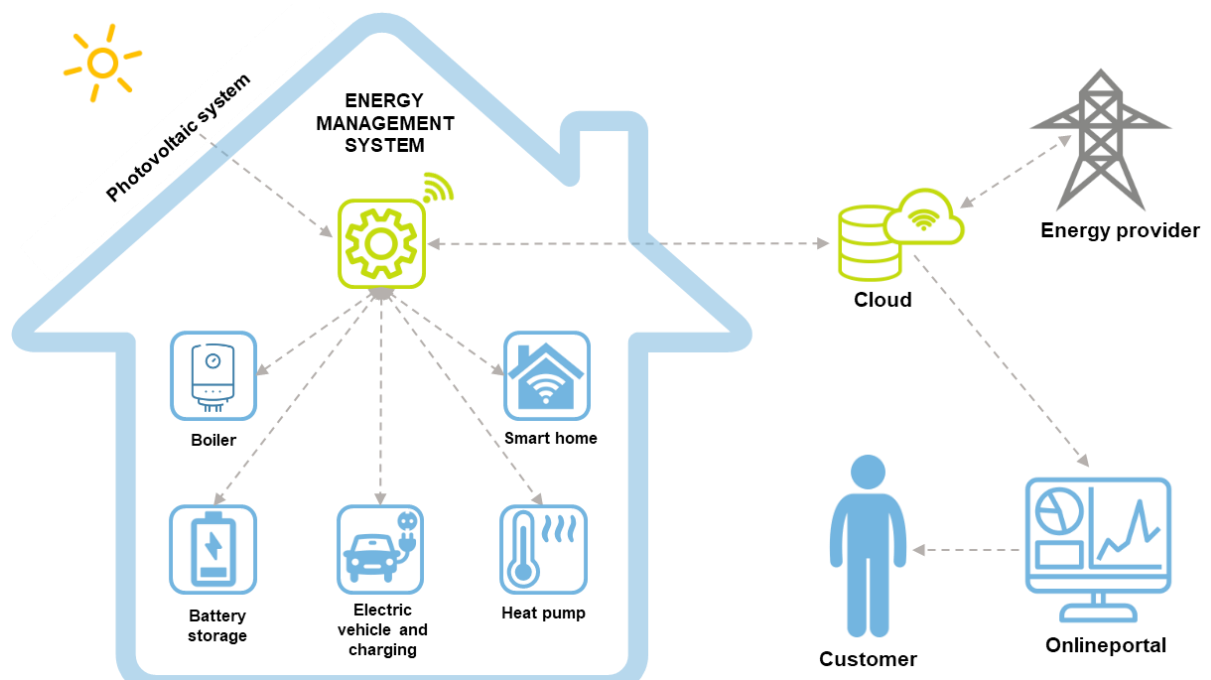 Photovoltaic system
ENERGY
MANAGEMENT
SYSTEM
Energy provider
Cloud
Boiler
Smart home
Battery
storage
Electric
vehicle and
charging
Heat pump
Customer
Onlineportal